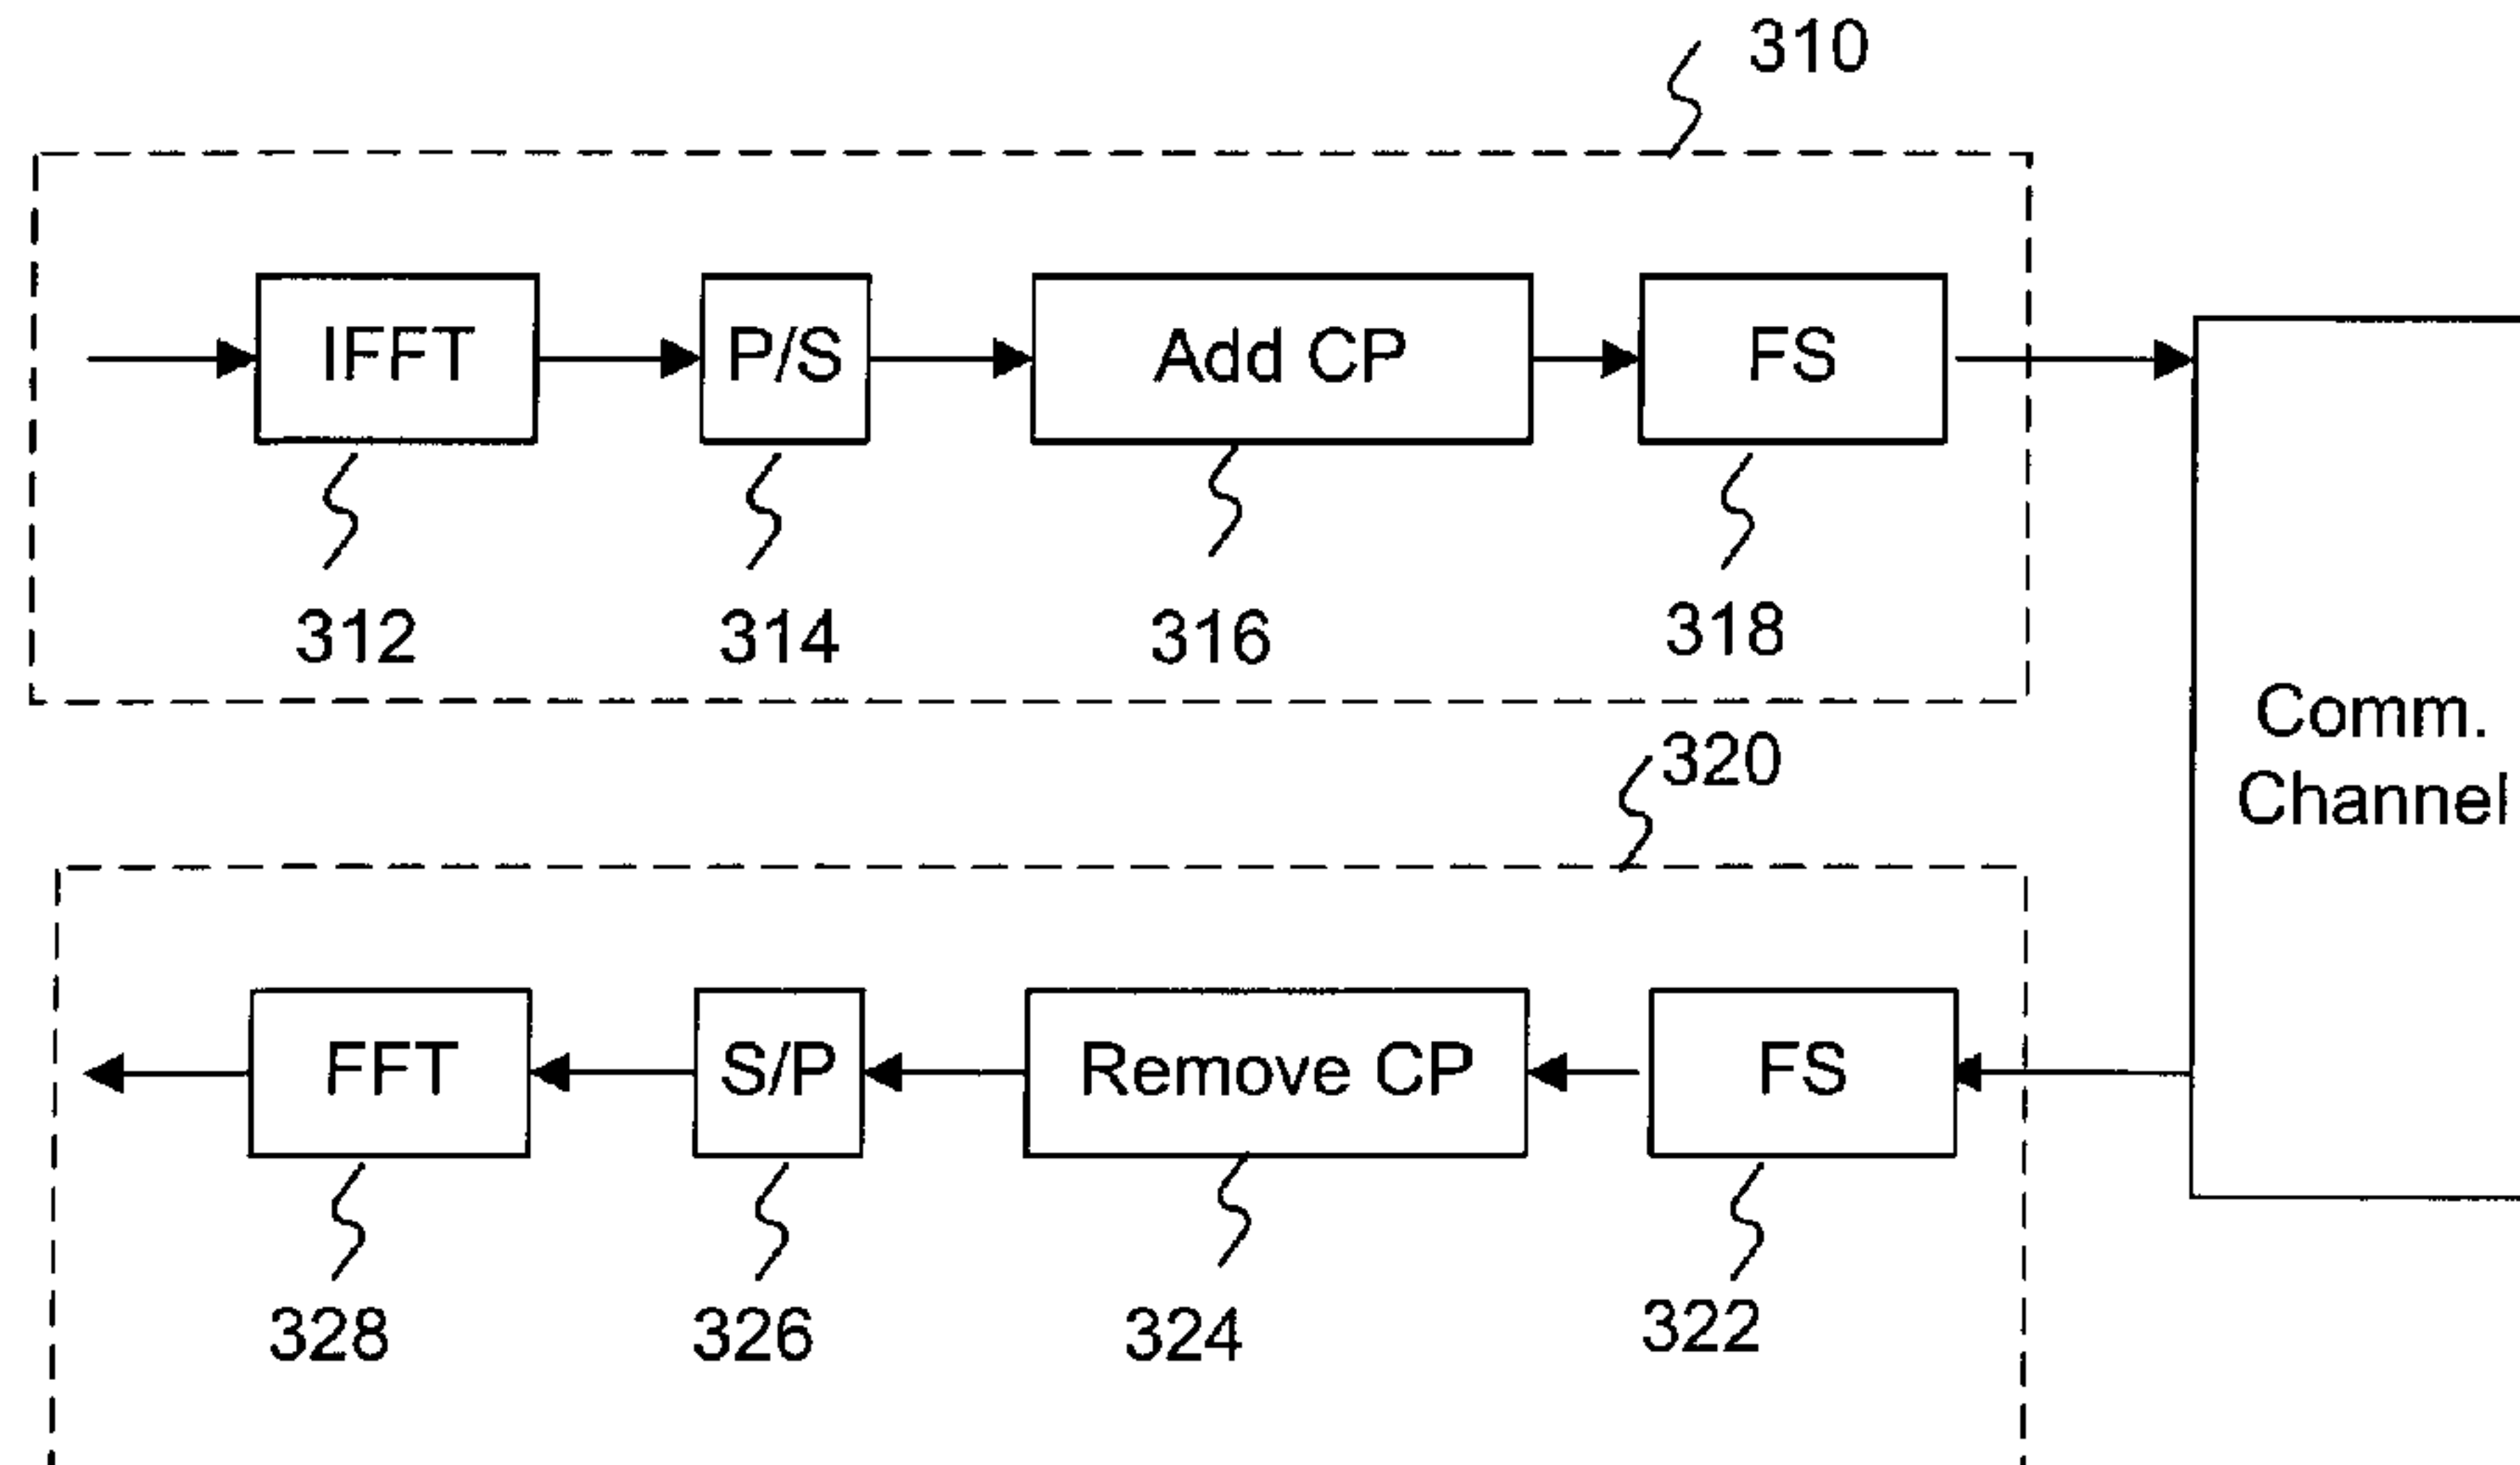 310
IFFT
P/S
Add CP
FS
312
314
316
318
Comm.
Channel
320
FFT
S/P
Remove CP
FS
328
326
324
322